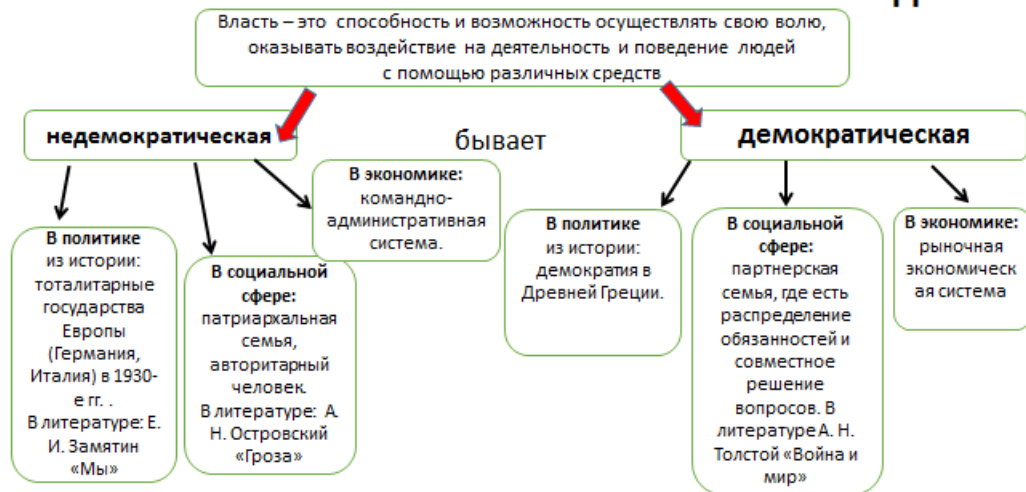 Власть – это способность и возможность осуществлять свою волю,
оказывать воздействие на деятельность и поведение людей
с помощью различных средств
недемократическая
бывает
демократическая
В политике
из истории:
тоталитарные
государства
Европы
(Германия,
Италия) в 1930-
е гг. .
В литературе: Е.
И. Замятин
«Мы»
В социальной
сфере:
патриархальная
семья,
авторитарный
человек.
В литературе: А.
Н. Островский
«Гроза»
В экономике:
командно-
административная
система.
В политике
из истории:
демократия в
Древней Греции.
В социальной
сфере:
партнерская
семья, где есть
распределение
обязанностей и
совместное
решение
вопросов. В
литературе А. Н.
Толстой «Война и
мир»
В экономике:
рыночная
экономическ
ая система